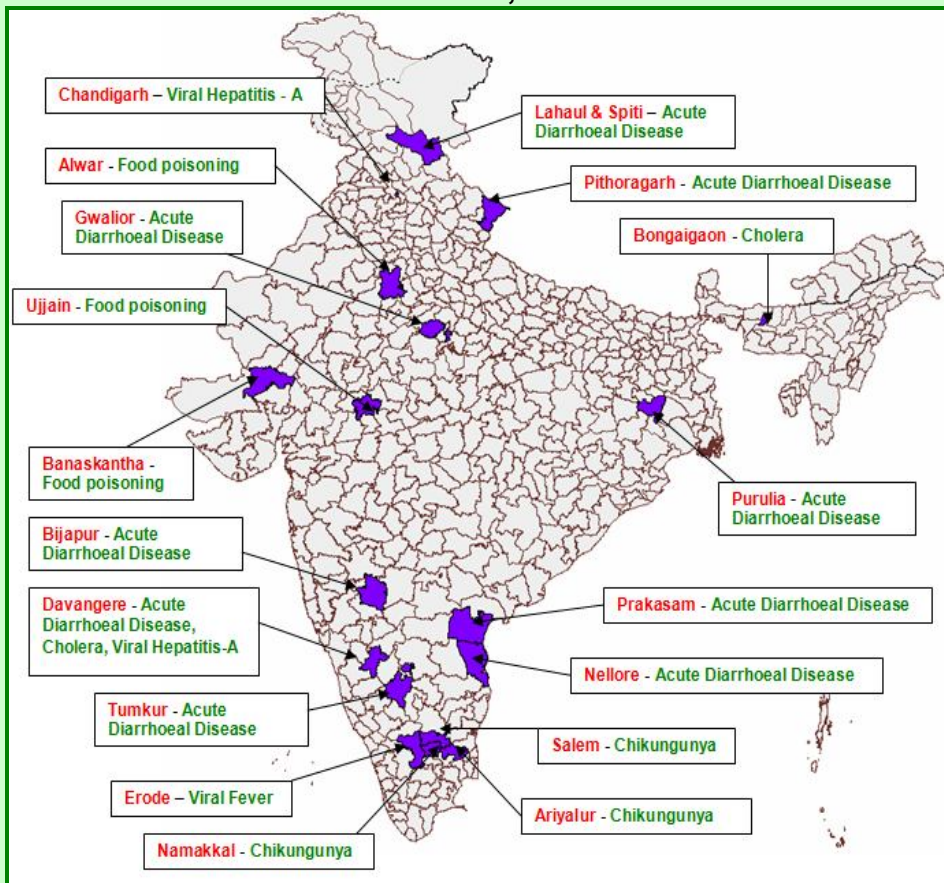 Chandigarh – Viral Hepatitis - A
Lahaul & Spiti – Acute
Diarrhoeal Disease
Alwar - Food poisoning
Pithoragarh - Acute Diarrhoeal Disease
Gwalior - Acute
Diarrhoeal Disease
Bongaigaon - Cholera
Ujjain - Food poisoning
Banaskantha -
Food poisoning
Purulia - Acute
Diarrhoeal Disease
Bijapur - Acute
Diarrhoeal Disease
Davangere - Acute
Diarrhoeal Disease,
Cholera, Viral Hepatitis-A
Prakasam - Acute Diarrhoeal Disease
Nellore - Acute Diarrhoeal Disease
Tumkur - Acute
Diarrhoeal Disease
Salem - Chikungunya
Erode – Viral Fever
Ariyalur - Chikungunya
Namakkal - Chikungunya